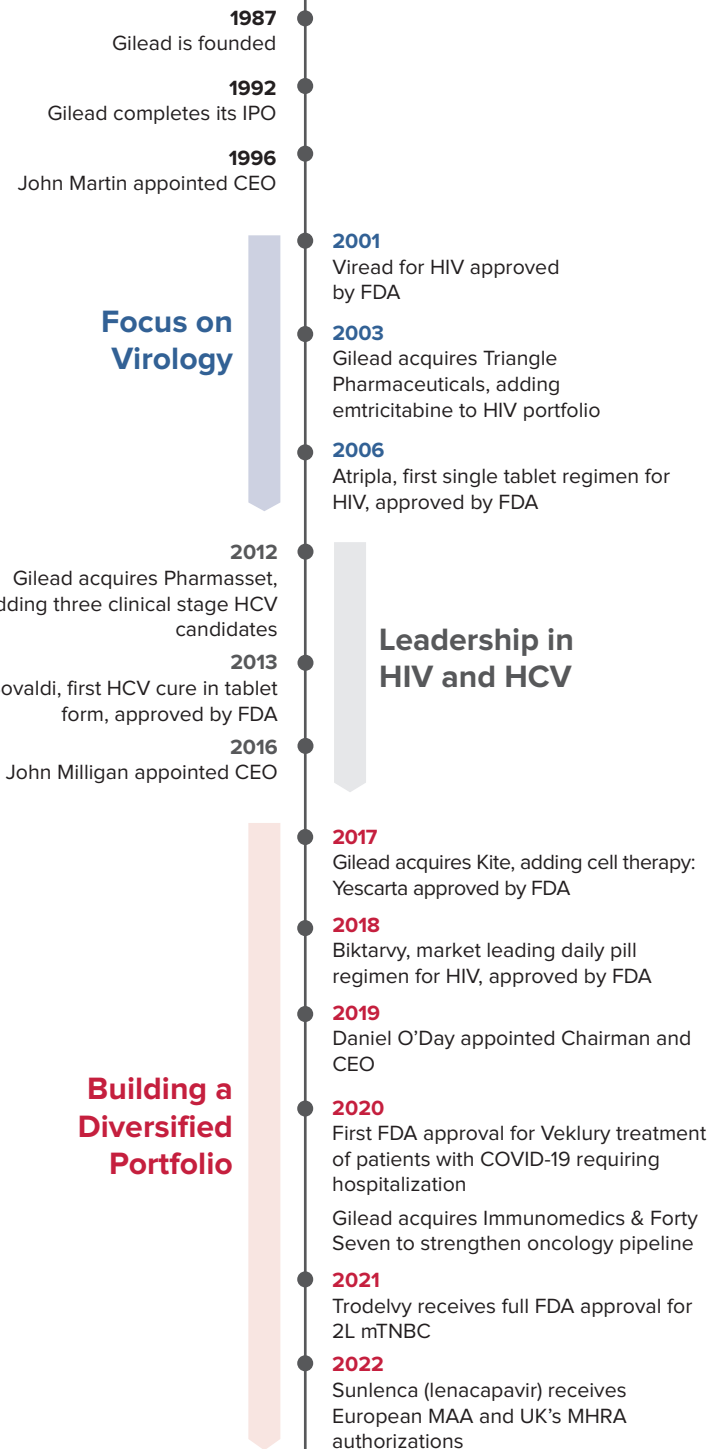 1987
Gilead is founded
1992
Gilead completes its IPO
1996
John Martin appointed CEO
Focus on
Virology
2001
Viread for HIV approved
by FDA
2003
Gilead acquires Triangle
Pharmaceuticals, adding
emtricitabine to HIV portfolio
2006
Atripla, first single tablet regimen for
HIV, approved by FDA
2012
Gilead acquires Pharmasset,
dding three clinical stage HCV
candidates
2013
ovaldi, first HCV cure in tablet
form, approved by FDA
2016
John Milligan appointed CEO
Leadership in
HIV and HCV
Building a
Diversified
Portfolio
2017
Gilead acquires Kite, adding cell therapy:
Yescarta approved by FDA
2018
Biktarvy, market leading daily pill
regimen for HIV, approved by FDA
2019
Daniel O’Day appointed Chairman and
CEO
2020
First FDA approval for Veklury treatment
of patients with COVID-19 requiring
hospitalization
Gilead acquires Immunomedics & Forty
Seven to strengthen oncology pipeline
2021
Trodelvy receives full FDA approval for
2L mTNBC
2022
Sunlenca (lenacapavir) receives
European MAA and UK’s MHRA
authorizations